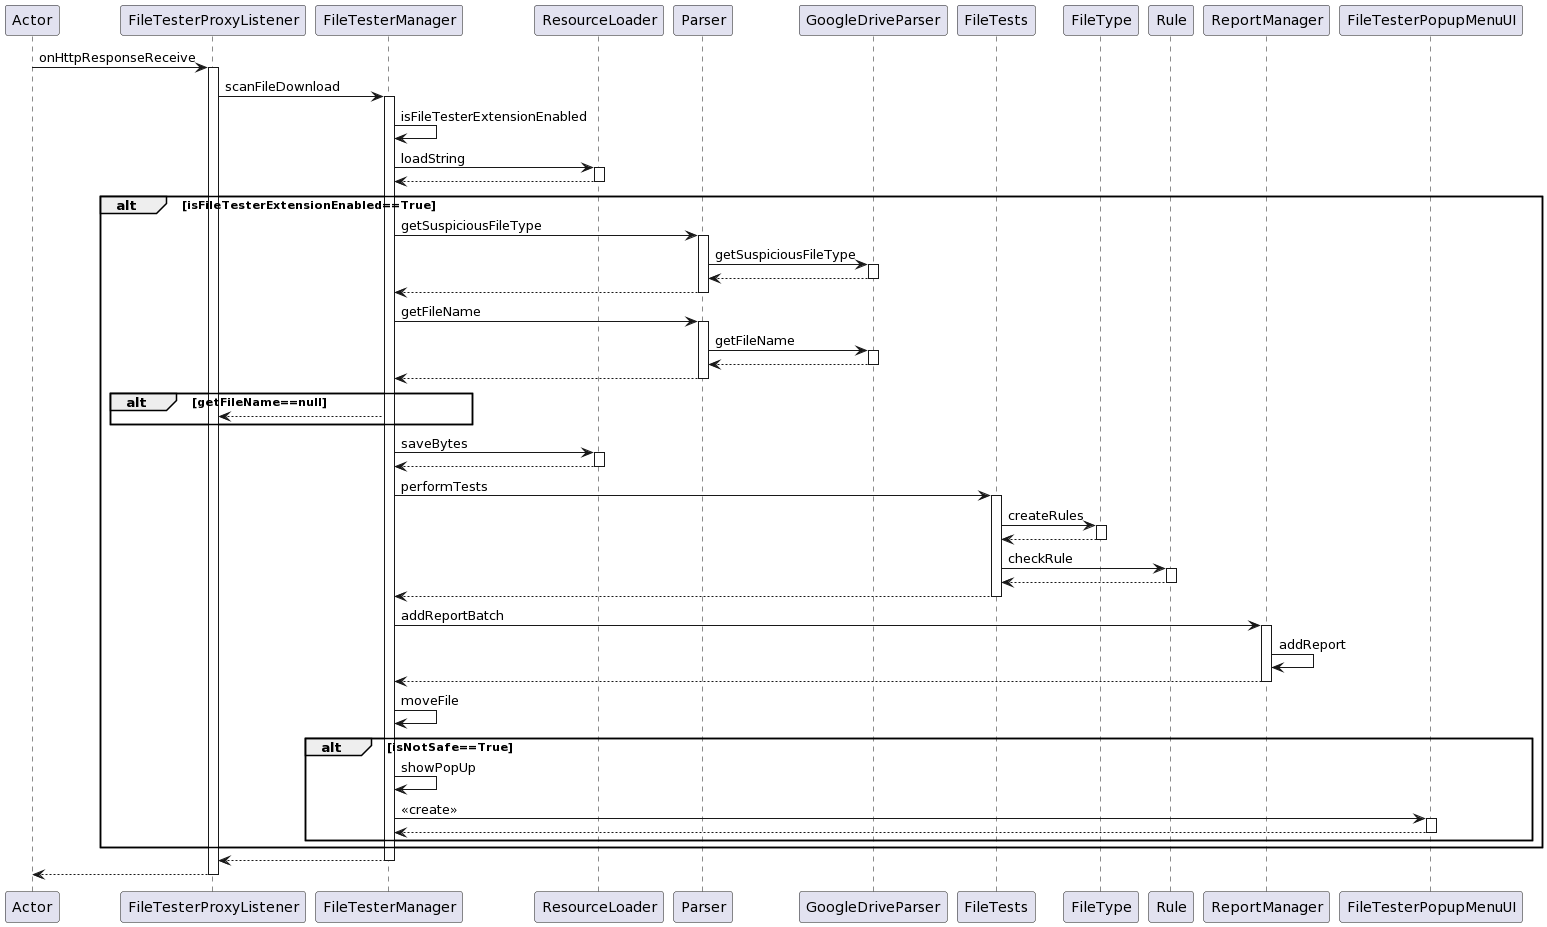 Actor FileTesterProxyListener FileTesterManager ResourceLoader Parser GoogleDriveParser FileTests FileType Rule ReportManager FileTesterPopupMenuUI
onHttpResponseReceive
scanFileDownload
isFileTesterExtensionEnabled
loadString
alt [isFileTesterExtensionEnabled==True]
getSuspiciousFileType
getSuspiciousFileType
getFileName
getFileName
alt [getFileName==null]
saveBytes
performTests
createRules
checkRule
addReportBatch
addReport
moveFile
alt [isNotSafe==True]
showPopUp
«create»
Actor FileTesterProxyListener FileTesterManager ResourceLoader Parser GoogleDriveParser FileTests FileType Rule ReportManager FileTesterPopupMenuUI